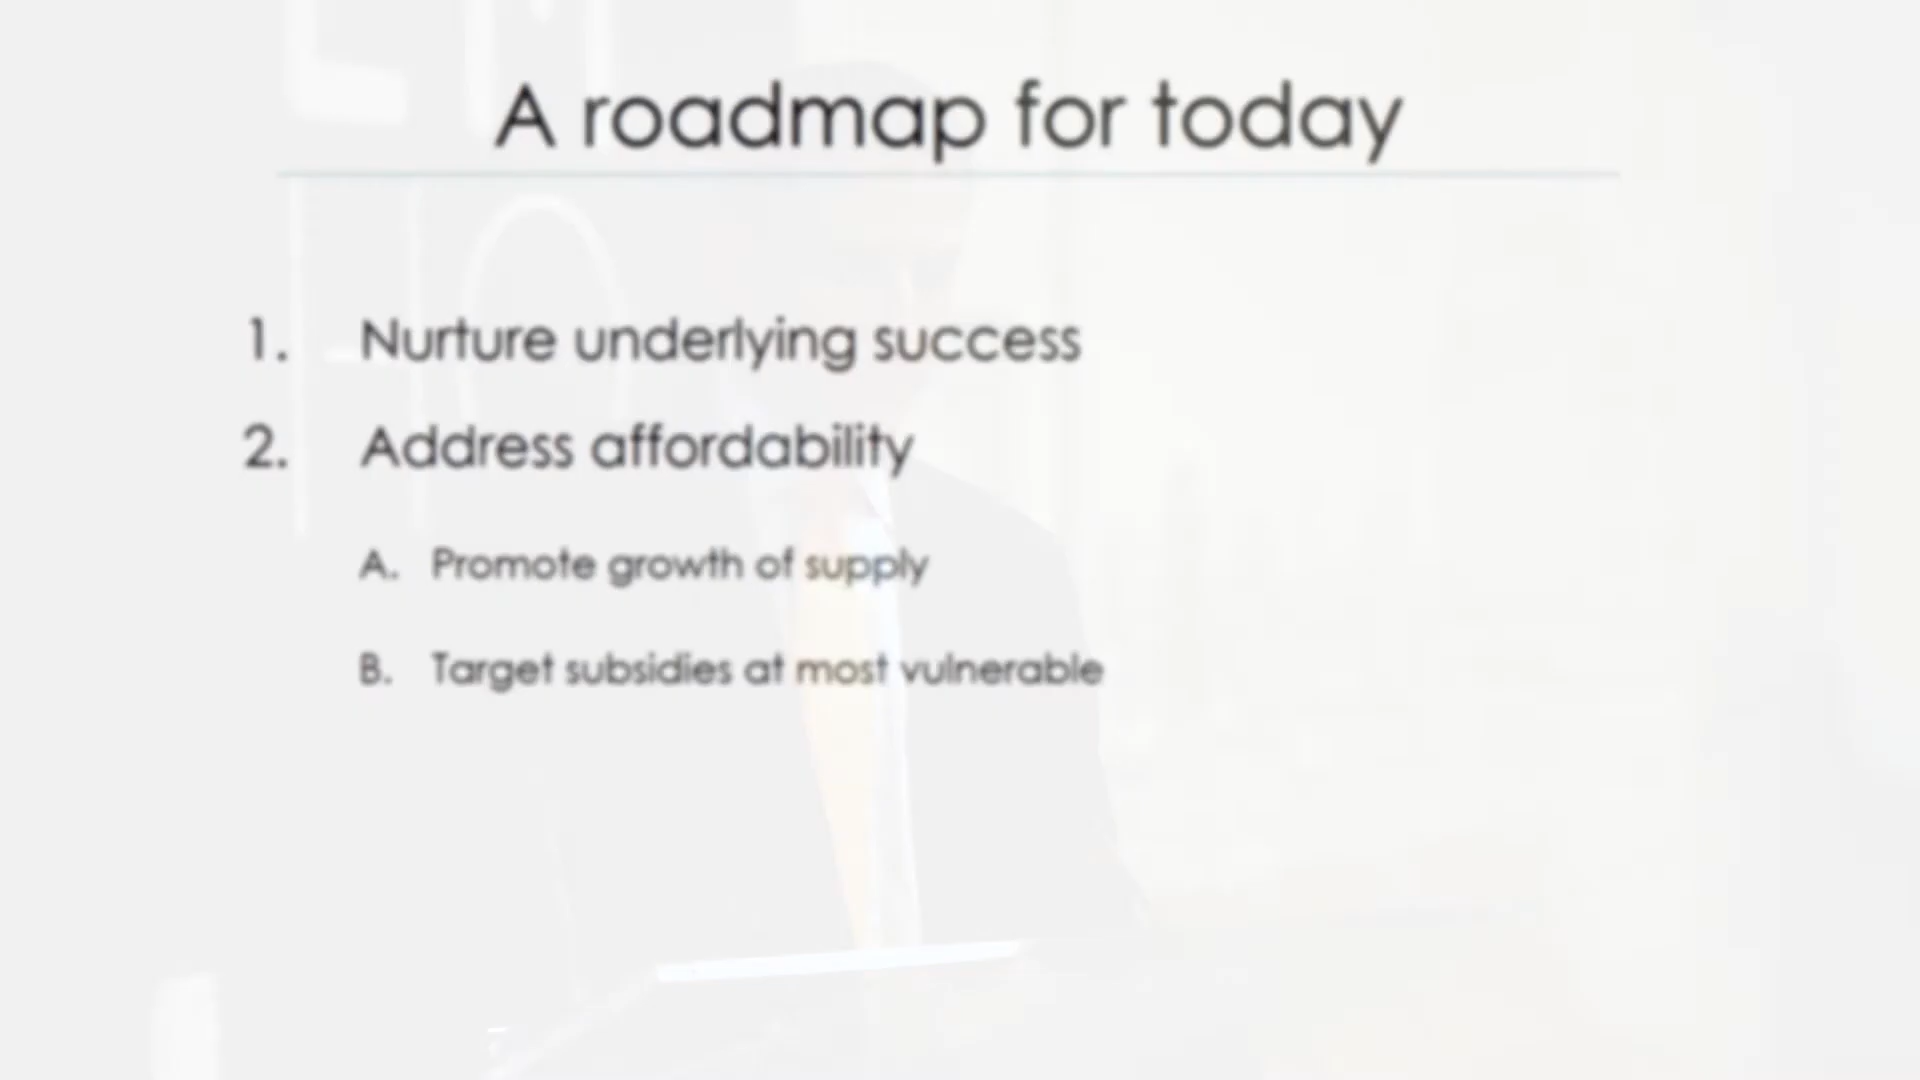 A roadmap for today
1. Nurture underlying success
2. Address affordability
A. Promote growth of supply
B. Target subsidies at most vulnerable